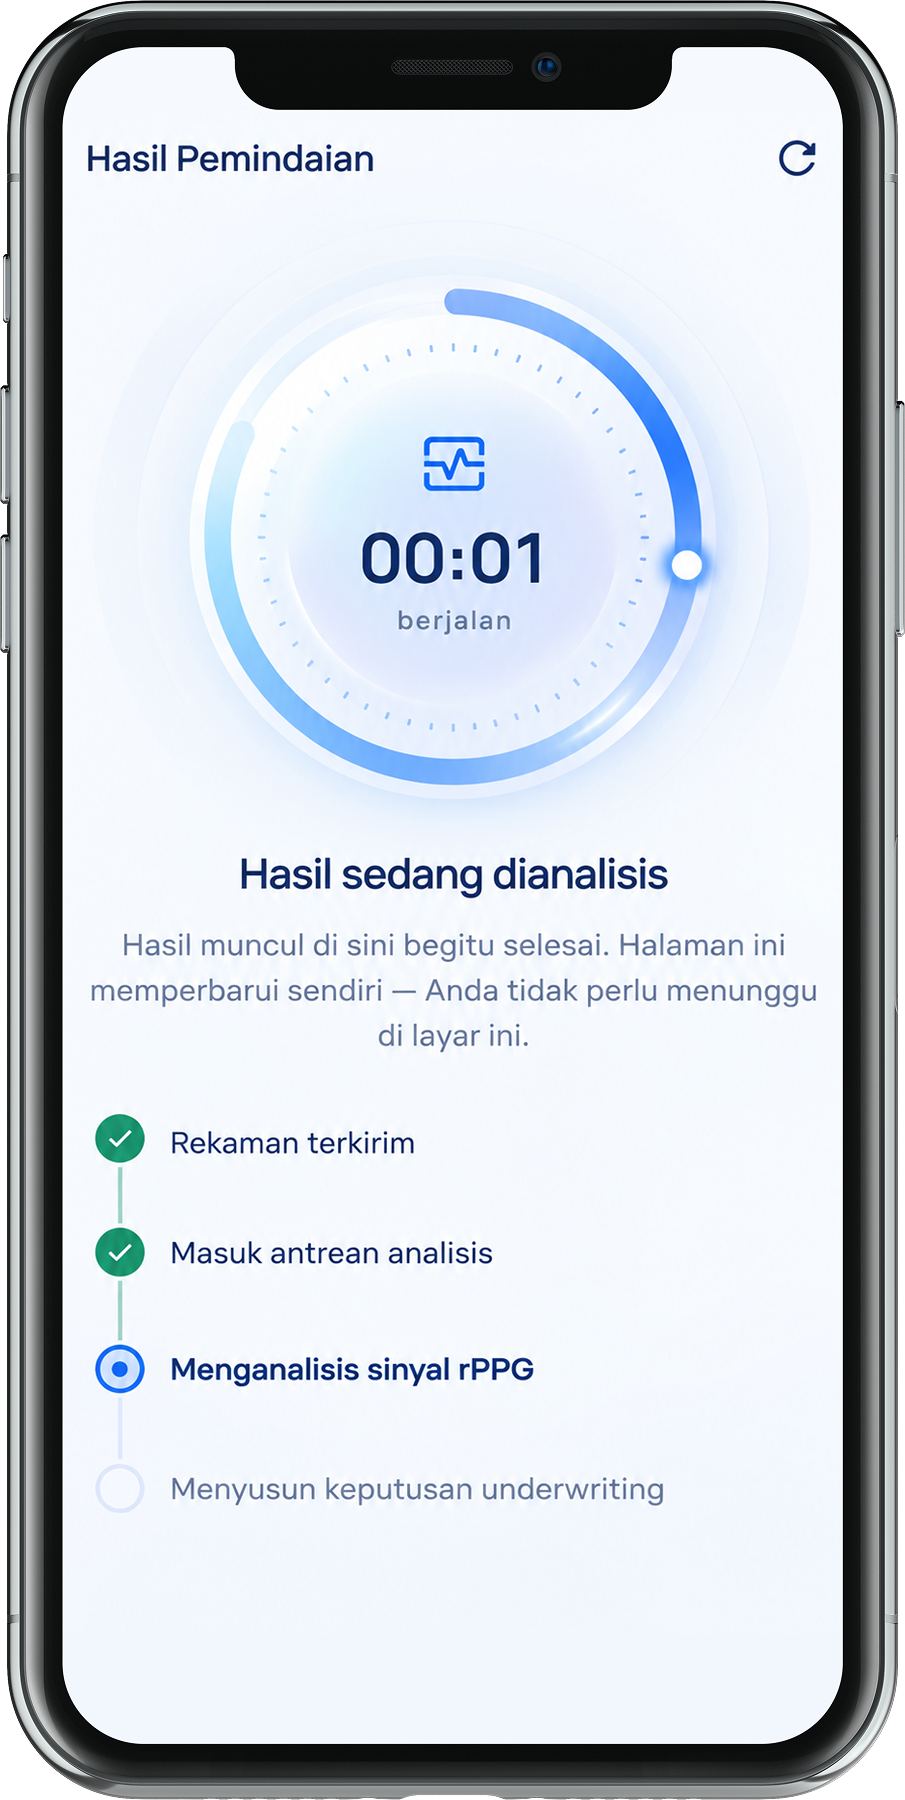 Hasil Pemindaian
00:01
berjalan
Hasil sedang dianalisis
Hasil muncul di sini begitu selesai. Halaman ini
memperbarui sendiri — Anda tidak perlu menunggu
di layar ini.
Rekaman terkirim
Masuk antrean analisis
Menganalisis sinyal rPPG
Menyusun keputusan underwriting